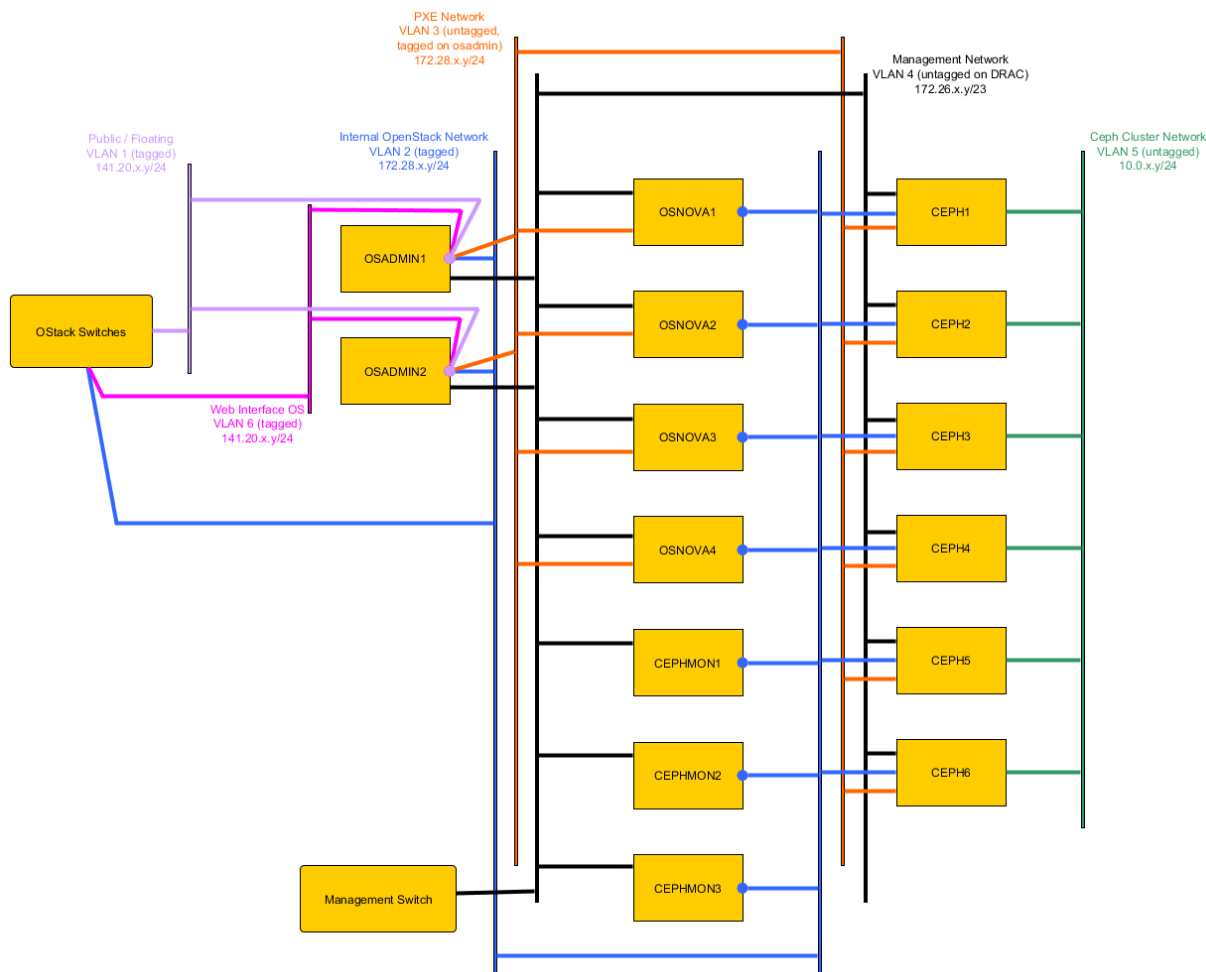 PXE Network
VLAN 3 (untagged,
tagged on osadmin)
172.28.x.y/24
Management Network
VLAN 4 (untagged on DRAC)
172.26.x.y/23
Public / Floating
VLAN 1 (tagged)
141.20.x.y/24
Internal OpenStack Network
VLAN 2 (tagged)
172.28.x.y/24
Ceph Cluster Network
VLAN 5 (untagged)
10.0.x.y/24
OSNOVA1
CEPH1
OSADMIN1
OStack Switches
OSNOVA2
CEPH2
OSADMIN2
Web Interface OS
VLAN 6 (tagged)
141.20.x.y/24
OSNOVA3
CEPH3
OSNOVA4
CEPH4
CEPHMON1
CEPH5
CEPHMON2
CEPH6
CEPHMON3
Management Switch